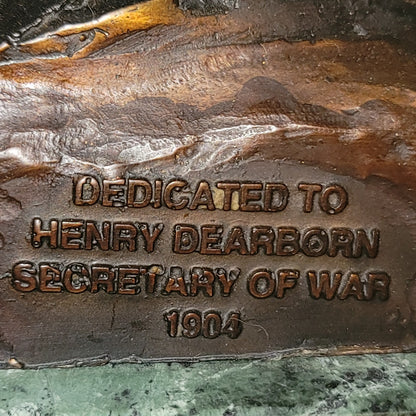 DEDICATED TO
HENRY DEARBORN
SECRETARY OF WAR
1904